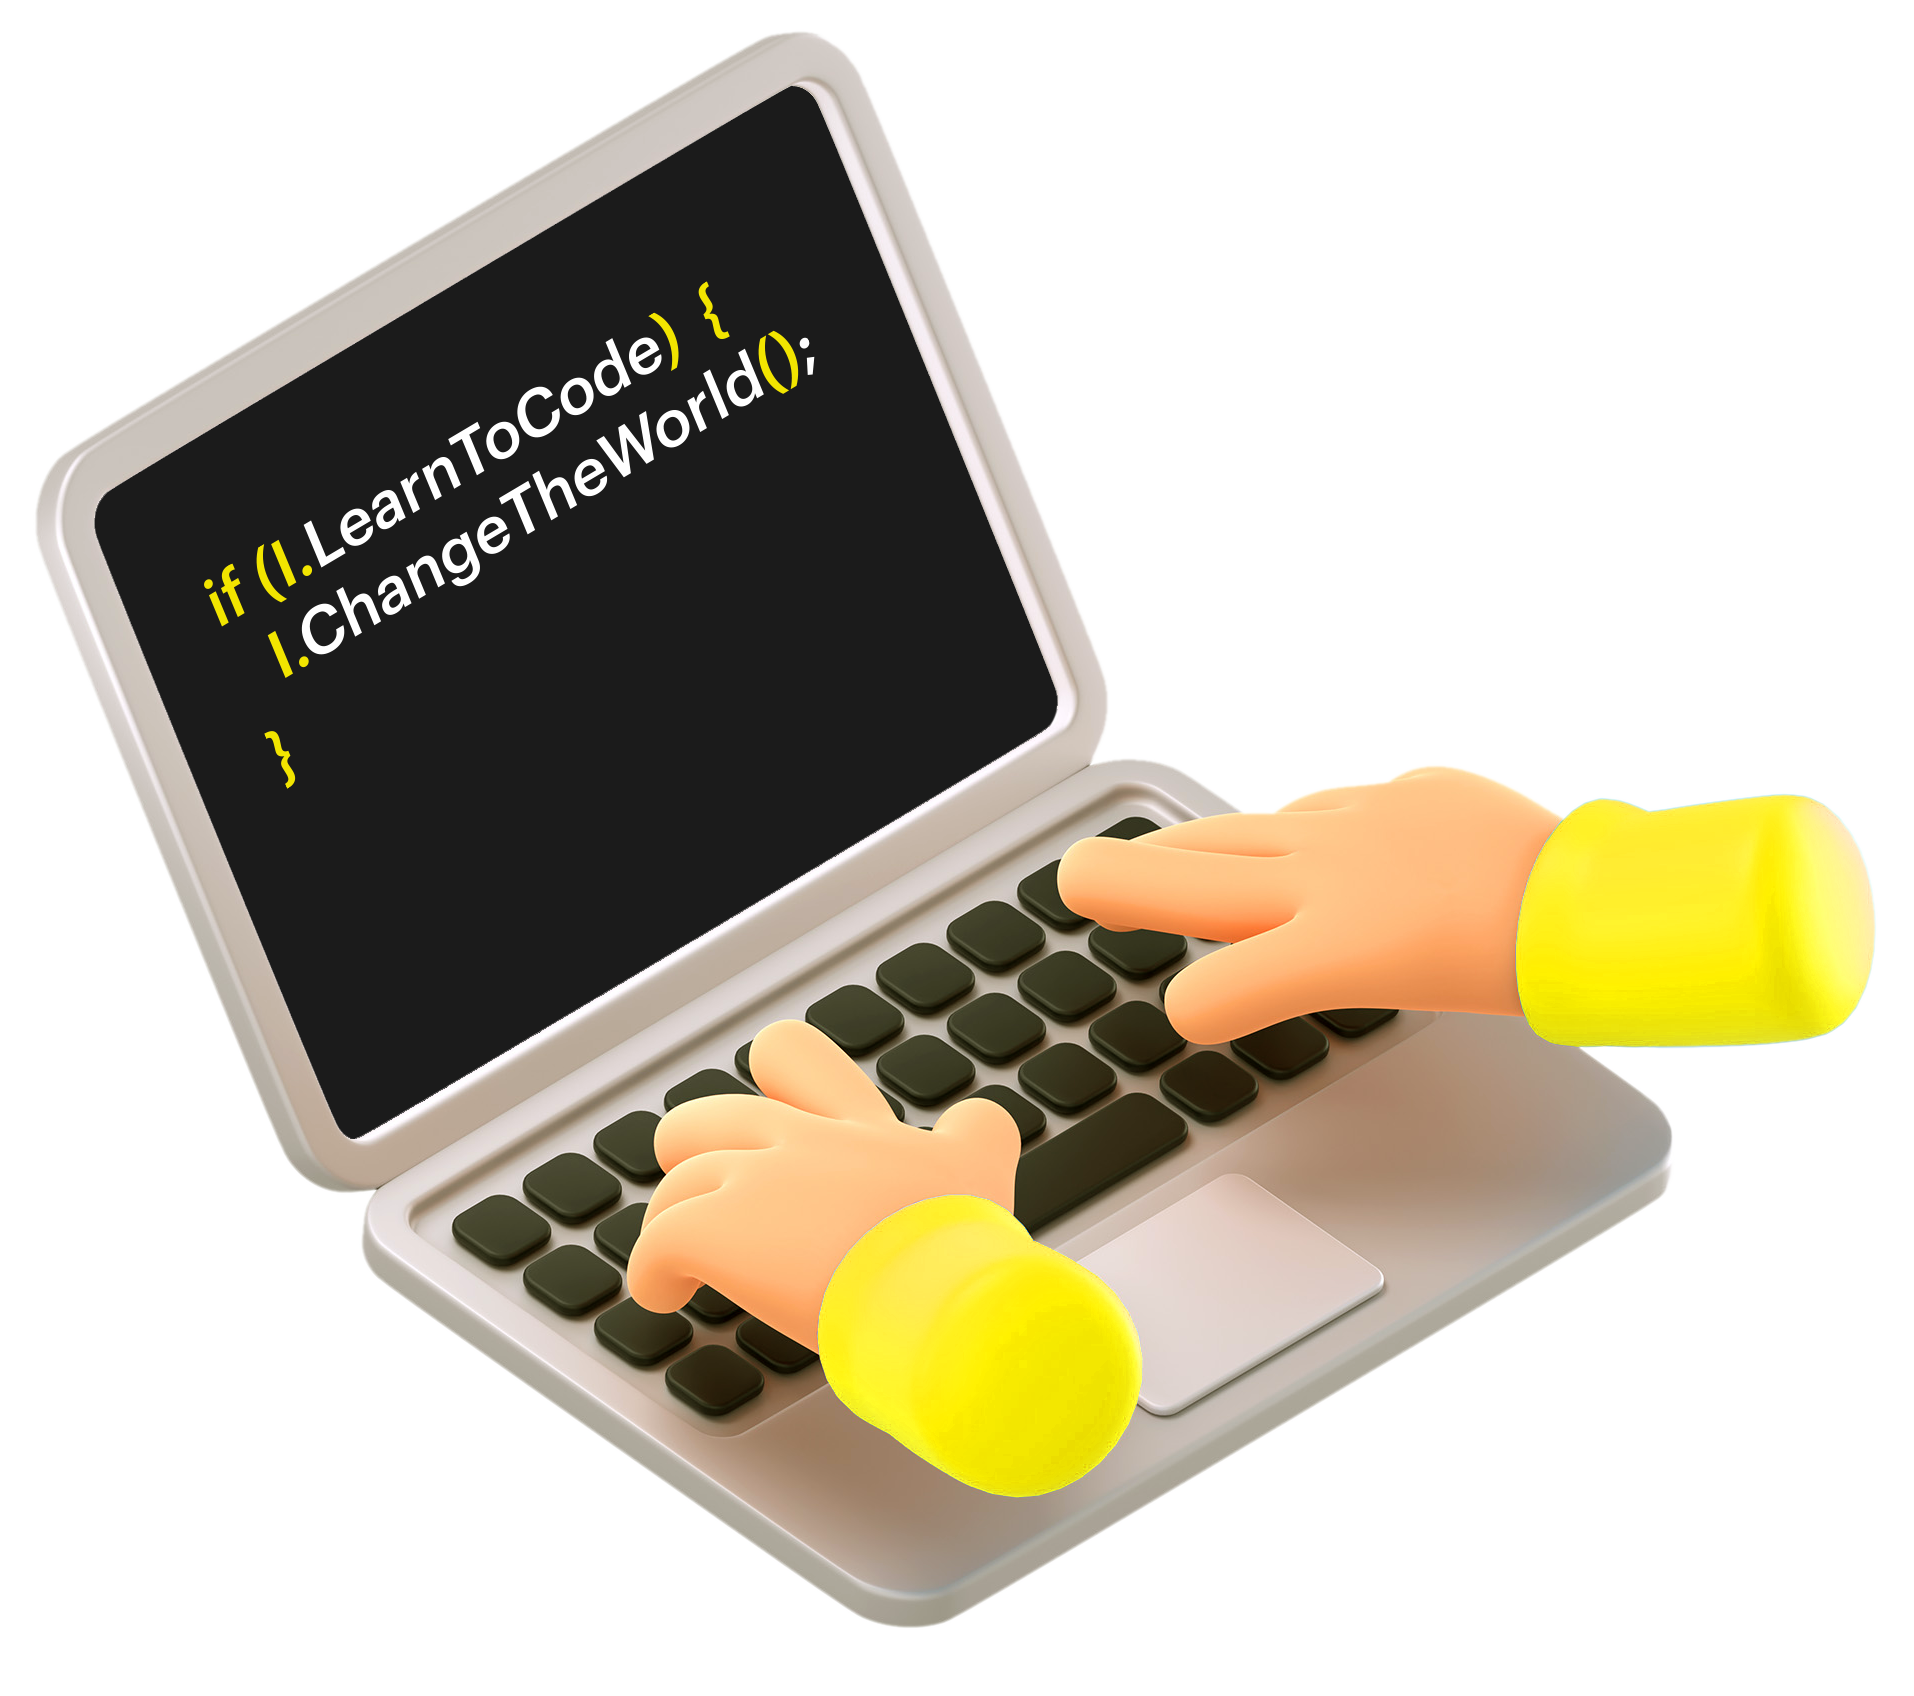 if (I.LearnToCode) {
I.ChangeTheWorld();
}